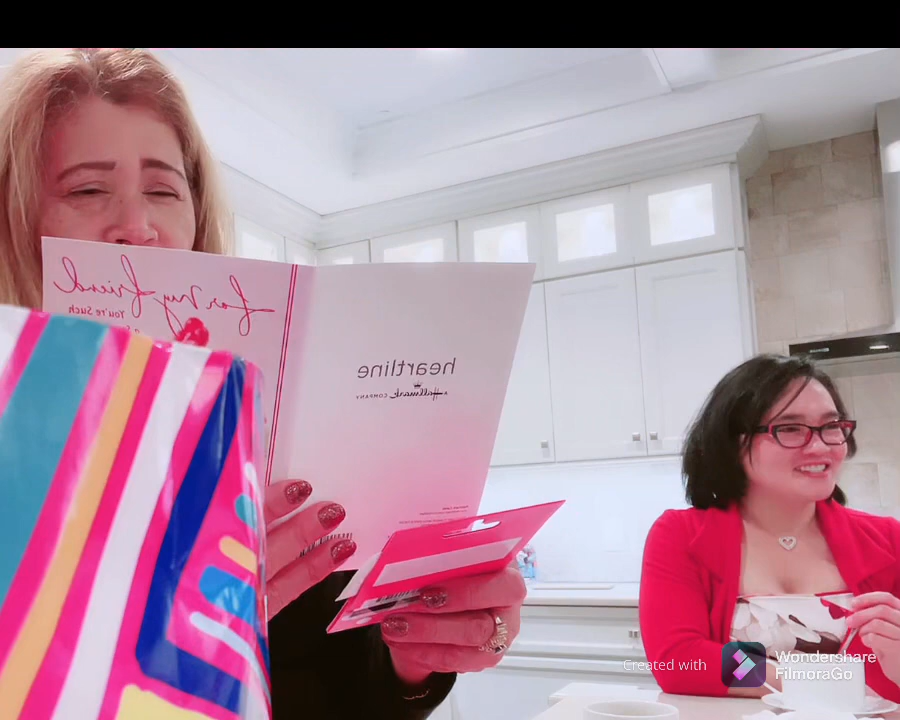 For My Friend
You're Such
heartline
A Hallmark COMPANY
Created with
Wondershare
FilmoraGo